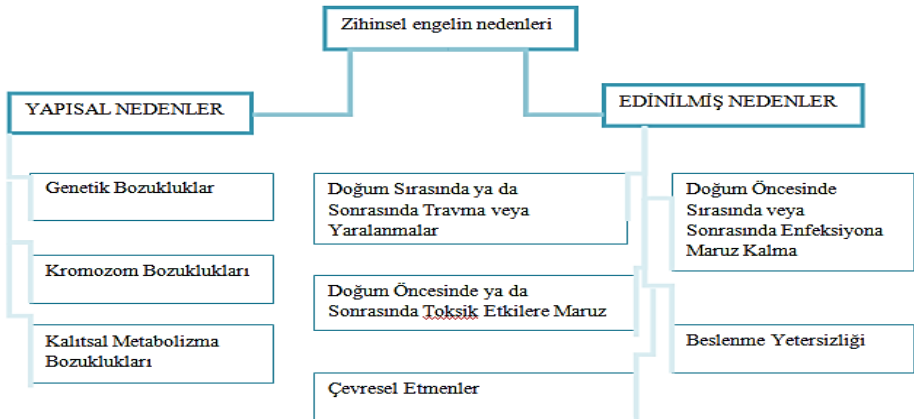 Zihinsel engelin nedenleri
YAPISAL NEDENLER
Genetik Bozukluklar
Kromozom Bozuklukları
Kalıtsal Metabolizma
Bozuklukları
EDİNİLMİŞ NEDENLER
Doğum Sırasında ya da
Sonrasında Travma veya
Yaralanmalar
Doğum Öncesinde ya da
Sonrasında Toksik Etkilere Maruz
Çevresel Etmenler
Doğum Öncesinde
Sırasında veya
Sonrasında Enfeksiyona
Maruz Kalma
Beslenme Yetersizliği